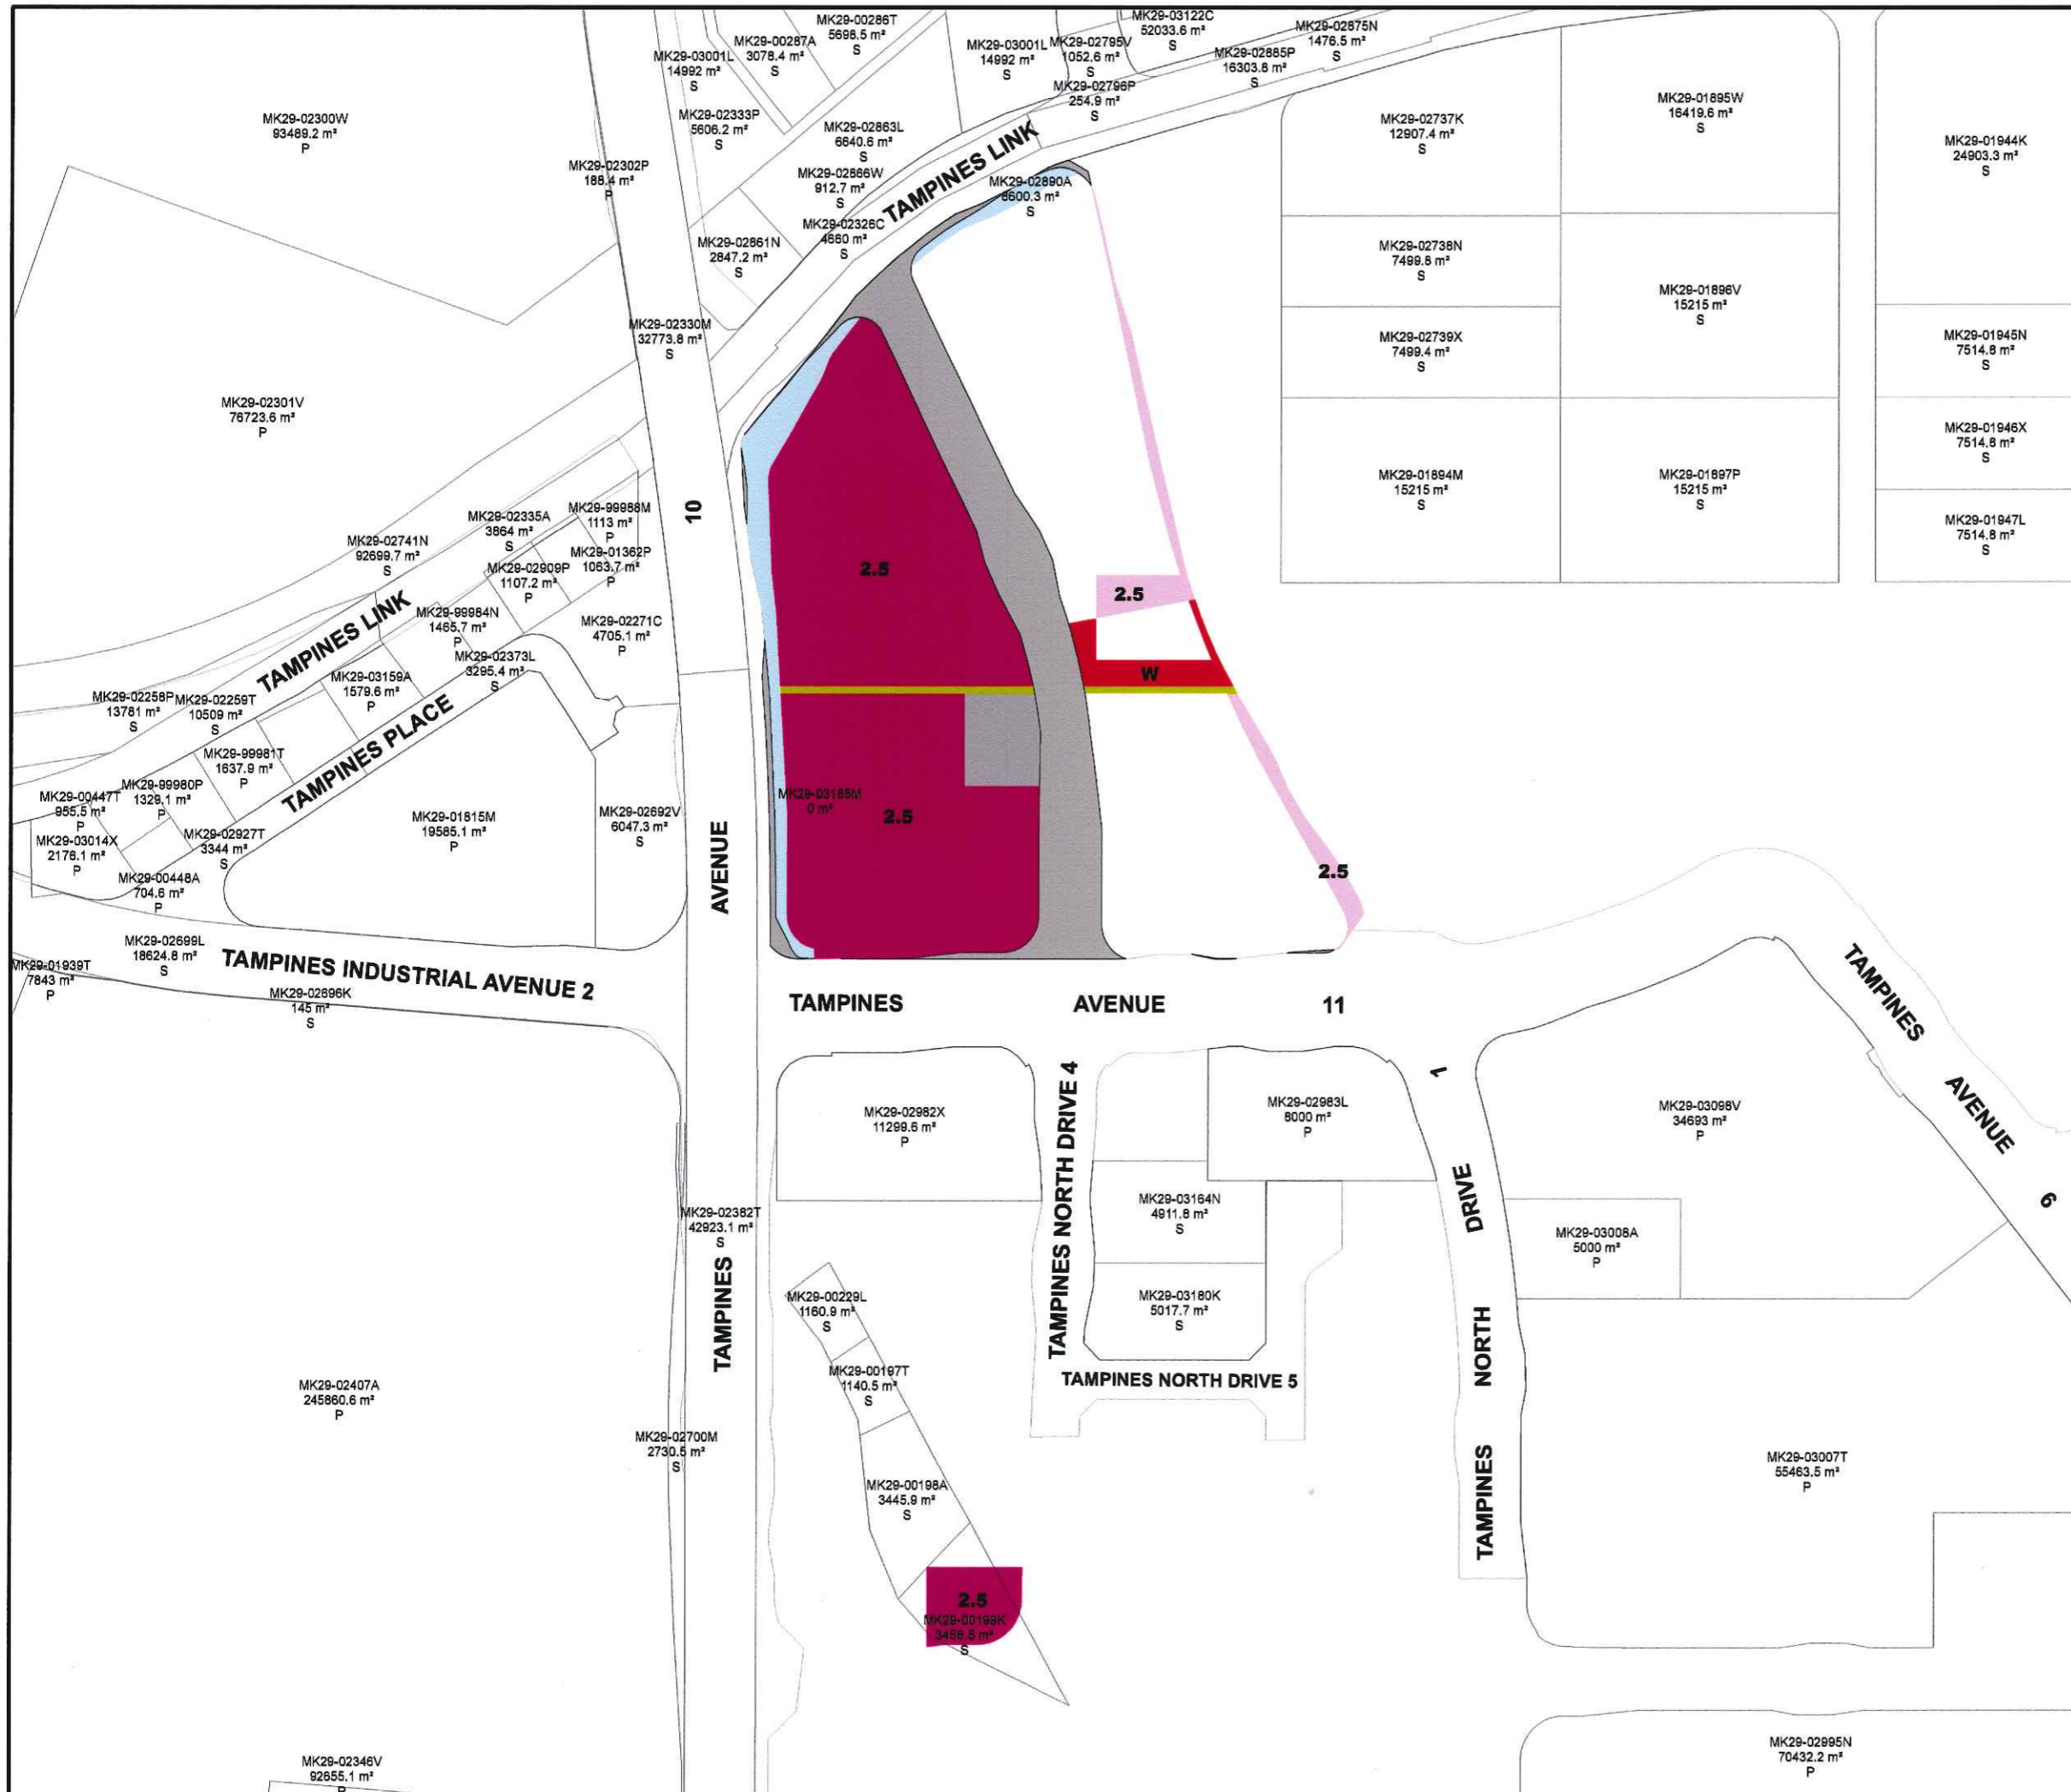 MK29-00286T
5698.5 m²
S
MK29-00287A
3078.4 m²
S
MK29-03001L
14992 m²
S
MK29-03001L
14992 m²
S
MK29-02795V
1052.6 m²
S
MK29-03122C
52033.6 m²
S
MK29-02875N
1476.5 m²
S
MK29-02885P
16303.8 m²
S
MK29-02796P
254.9 m²
S
MK29-02300W
93489.2 m²
P
MK29-02302P
188.4 m²
P
MK29-02333P
5606.2 m²
S
MK29-02863L
6640.6 m²
S
MK29-02866W
912.7 m²
S
MK29-02326C
4660 m²
S
MK29-02861N
2847.2 m²
S
TAMPINES LINK
MK29-02890A
8600.3 m²
S
MK29-02737K
12907.4 m²
S
MK29-01895W
16419.6 m²
S
MK29-01944K
24903.3 m²
S
MK29-02738N
7499.8 m²
S
MK29-01896V
15215 m²
S
MK29-02739X
7499.4 m²
S
MK29-01945N
7514.8 m²
S
MK29-01946X
7514.8 m²
S
MK29-01894M
15215 m²
S
MK29-01897P
15215 m²
S
MK29-01947L
7514.8 m²
S
MK29-02330M
32773.8 m²
S
MK29-02301V
76723.6 m²
P
10
MK29-02741N
92699.7 m²
S
MK29-02335A
3864 m²
S
MK29-99988M
1113 m²
P
MK29-01362P
1063.7 m²
P
MK29-02909P
1107.2 m²
P
MK29-99984N
1465.7 m²
P
MK29-02271C
4705.1 m²
P
MK29-02373L
3295.4 m²
S
MK29-03159A
1579.6 m²
P
TAMPINES LINK
TAMPINES PLACE
MK29-02258P
13781 m²
S
MK29-02259T
10509 m²
S
MK29-99981T
1637.9 m²
P
MK29-99980P
1329.1 m²
P
MK29-00447T
955.5 m²
P
MK29-03014X
2176.1 m²
P
MK29-02927T
3344 m²
S
MK29-00448A
704.6 m²
P
MK29-01815M
19585.1 m²
P
MK29-02692V
6047.3 m²
S
2.5
2.5
W
MK29-03185M
0 m²
2.5
2.5
AVENUE
MK29-02699L
18624.8 m²
S
MK29-01939T
7843 m²
P
TAMPINES INDUSTRIAL AVENUE 2
MK29-02696K
145 m²
S
TAMPINES AVENUE 11
TAMPINES AVENUE 9
MK29-02982X
11299.6 m²
P
TAMPINES NORTH DRIVE 4
MK29-02983L
8000 m²
P
MK29-03164N
4911.8 m²
S
MK29-03180K
5017.7 m²
S
TAMPINES NORTH DRIVE 5
TAMPINES NORTH DRIVE 1
MK29-03098V
34693 m²
P
MK29-03008A
5000 m²
P
MK29-02382T
42923.1 m²
S
TAMPINES
MK29-00229L
1160.9 m²
S
MK29-00197T
1140.5 m²
S
MK29-02407A
245860.6 m²
P
MK29-02700M
2730.5 m²
S
MK29-00198A
3445.9 m²
S
MK29-03007T
55463.5 m²
P
2.5
MK29-00199K
3456.5 m²
S
MK29-02995N
70432.2 m²
P
MK29-02346V
92655.1 m²
P